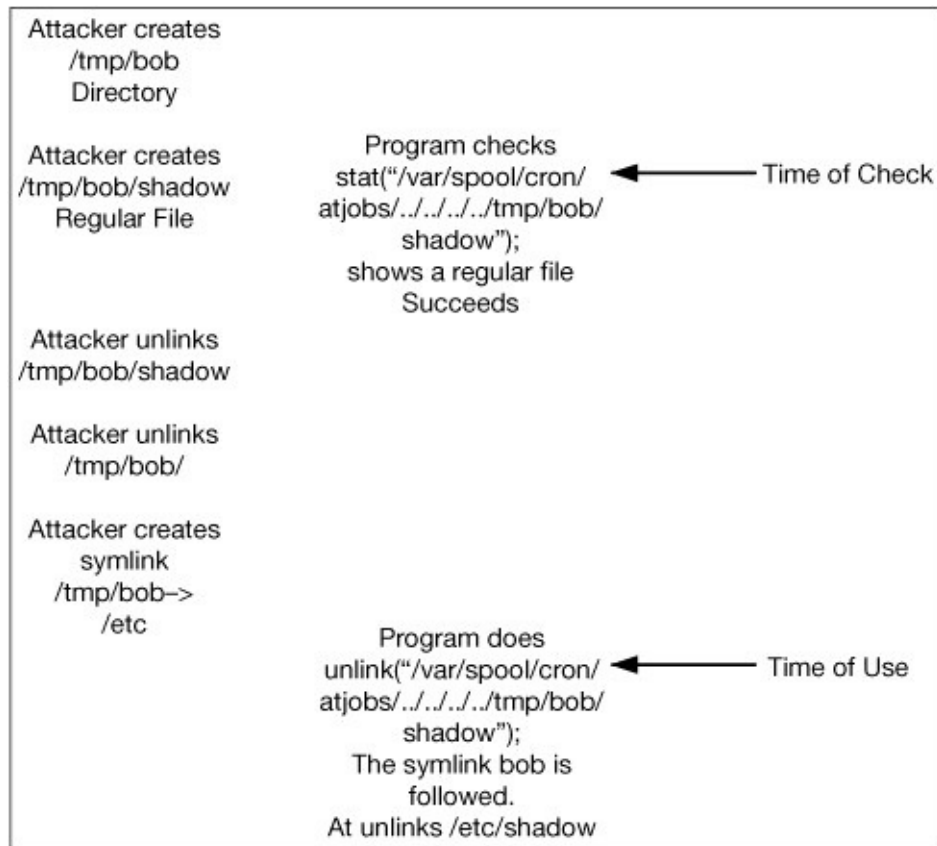 Attacker creates
/tmp/bob
Directory
Attacker creates
/tmp/bob/shadow
Regular File
Program checks
stat(“/var/spool/cron/
atjobs/../../../../tmp/bob/
shadow”);
shows a regular file
Succeeds
Time of Check
Attacker unlinks
/tmp/bob/shadow
Attacker unlinks
/tmp/bob/
Attacker creates
symlink
/tmp/bob–>
/etc
Program does
unlink(“/var/spool/cron/
atjobs/../../../../tmp/bob/
shadow”);
The symlink bob is
followed.
At unlinks /etc/shadow
Time of Use